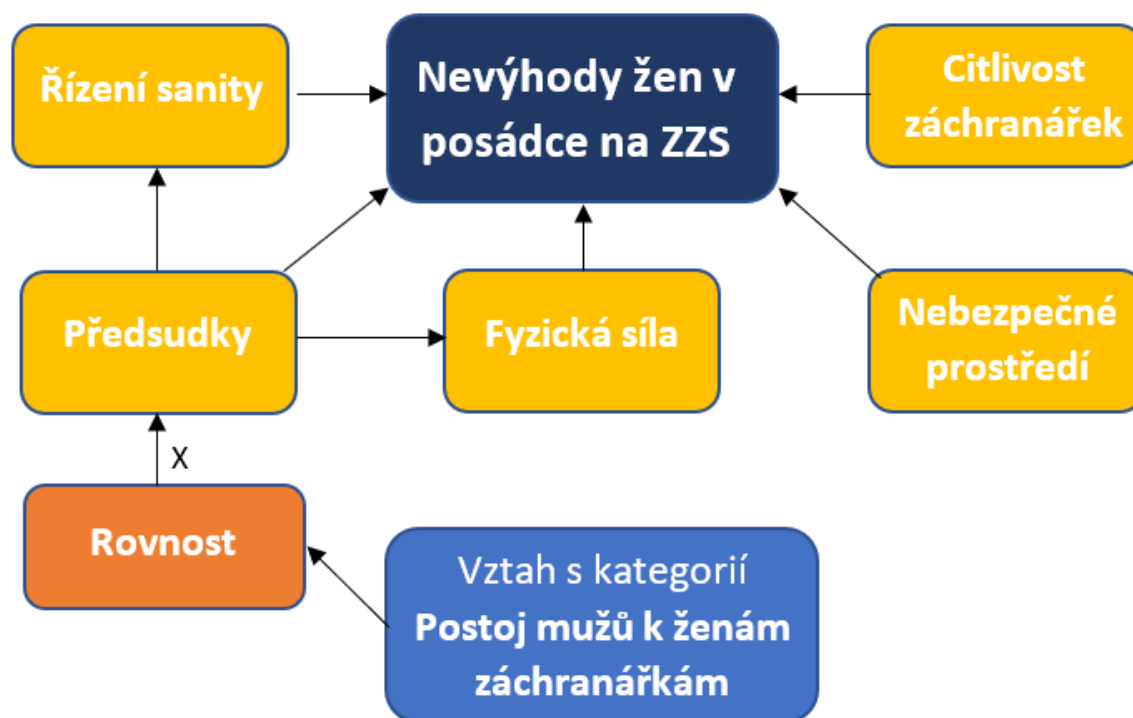 Řízení sanity
Nevýhody žen v
posádce na ZZS
Citlivost
záchranářek
Předsudky
Fyzická síla
Nebezpečné
prostředí
X
Rovnost
Vztah s kategorií
Postoj mužů k ženám
záchranářkám